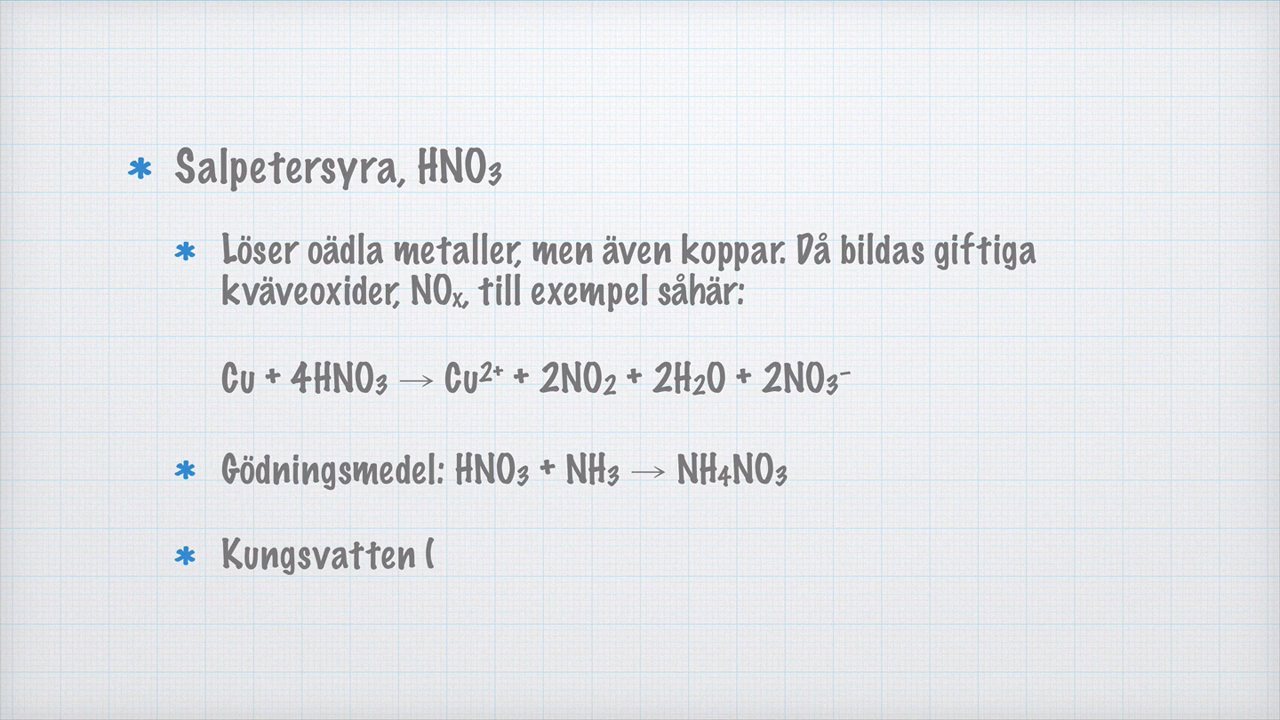 * Salpetersyra, HNO₃
* Löser oädla metaller, men även koppar. Då bildas giftiga
kväveoxider, NOₓ, till exempel såhär:
Cu + 4HNO₃ → Cu²⁺ + 2NO₂ + 2H₂O + 2NO₃⁻
* Gödningsmedel: HNO₃ + NH₃ → NH₄NO₃
* Kungsvatten (